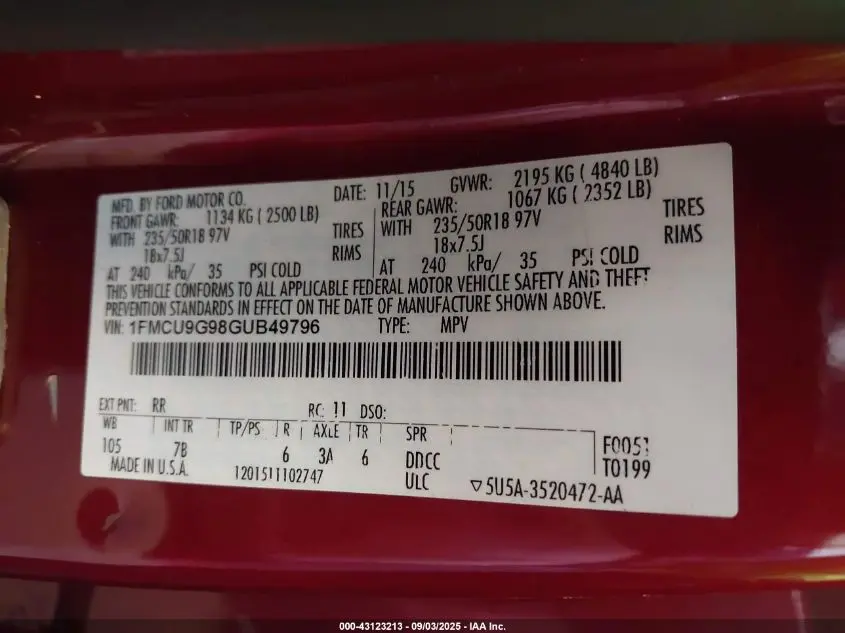 MFD. BY FORD MOTOR CO. DATE: 11/15 GVWR: 2195 KG ( 4840 LB)
FRONT GAWR: 1134 KG ( 2500 LB) REAR GAWR: 1067 KG ( 2352 LB)
WITH 235/50R18 97V TIRES WITH 235/50R18 97V TIRES
18x7.5J RIMS 18x7.5J RIMS
AT 240 kPa/ 35 PSI COLD AT 240 kPa/ 35 PSI COLD
THIS VEHICLE CONFORMS TO ALL APPLICABLE FEDERAL MOTOR VEHICLE SAFETY AND THEFT
PREVENTION STANDARDS IN EFFECT ON THE DATE OF MANUFACTURE SHOWN ABOVE.
VIN: 1FMCU9G98GUB49796 TYPE: MPV
EXT PNT: RR RC: 11 DSO:
WB INT TR TP/PS R AXLE TR SPR
105 7B 6 3A 6 DDCC F0051
MADE IN U.S.A. 1201511102747 ULC T0199
▽5U5A-3520472-AA
000-43123213 - 09/03/2025 - IAA Inc.